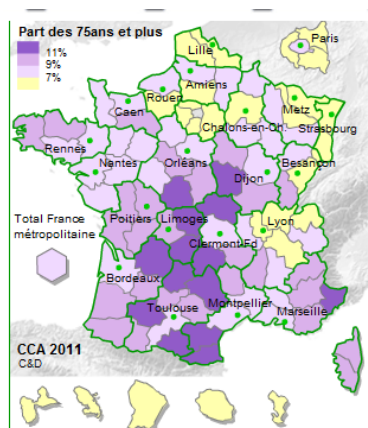 Part des 75ans et plus
11%
9%
7%
Lille
Paris
Amiens
Rouen
Caen
Metz
Chalons-en-Ch.
Strasbourg
Rennes
Nantes
Orléans
Besançon
Dijon
Total France
métropolitaine
Poitiers
Limoges
Lyon
Clermont-Fd
Bordeaux
Toulouse
Montpellier
Marseille
CCA 2011
C&D